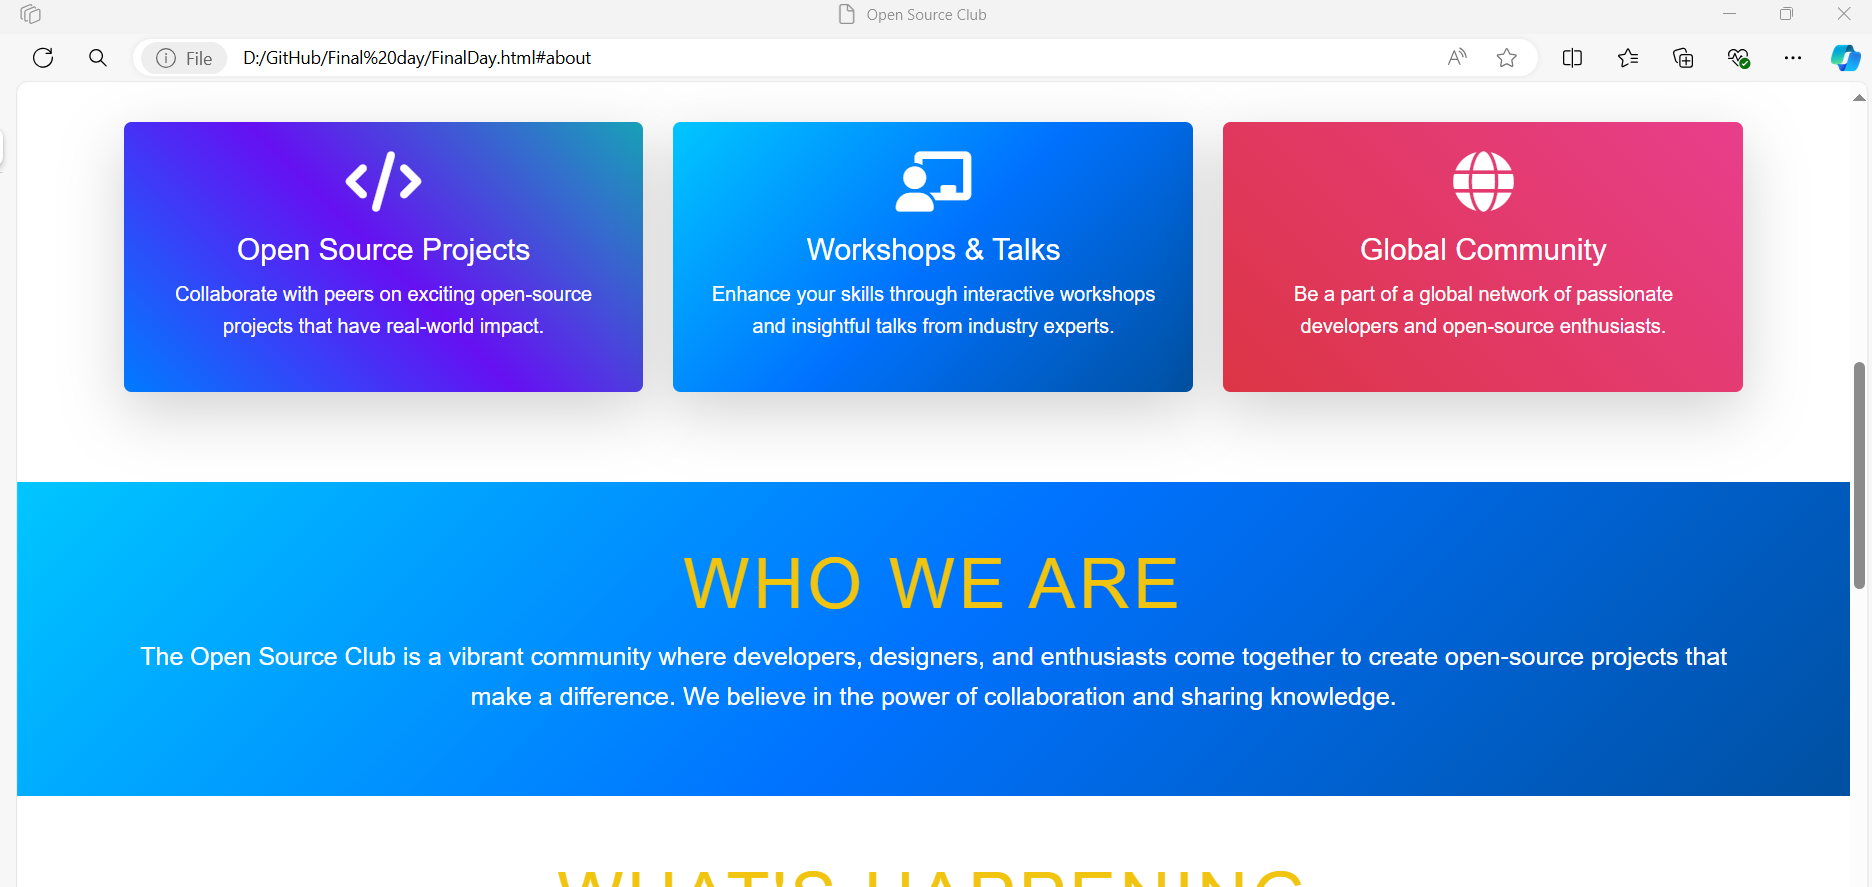 Open Source Club
File
D:/GitHub/Final%20day/FinalDay.html#about
</>
Open Source Projects
Collaborate with peers on exciting open-source
projects that have real-world impact.
Workshops & Talks
Enhance your skills through interactive workshops
and insightful talks from industry experts.
Global Community
Be a part of a global network of passionate
developers and open-source enthusiasts.
WHO WE ARE
The Open Source Club is a vibrant community where developers, designers, and enthusiasts come together to create open-source projects that
make a difference. We believe in the power of collaboration and sharing knowledge.
WHAT'S HAPPENING